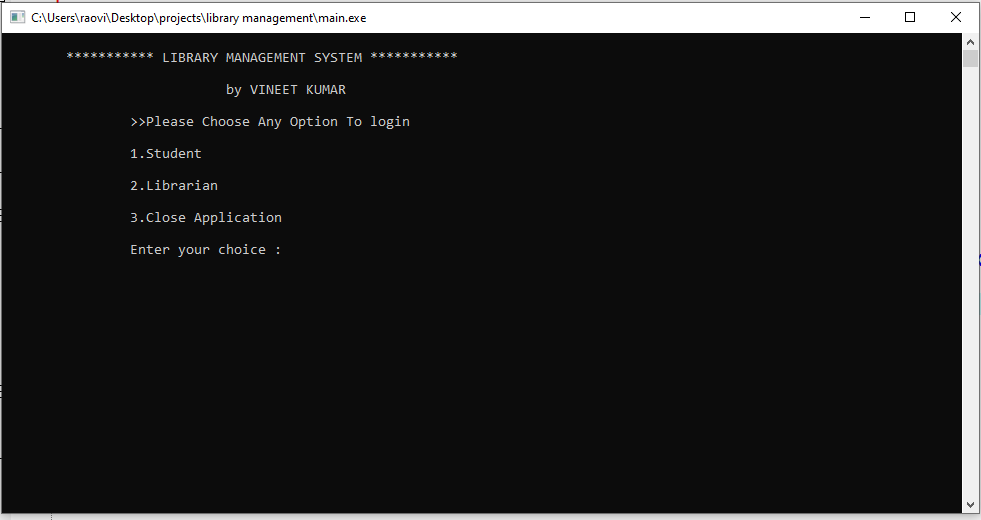 C:\Users\raovi\Desktop\projects\library management\main.exe
*********** LIBRARY MANAGEMENT SYSTEM ***********
by VINEET KUMAR
>>Please Choose Any Option To login
1.Student
2.Librarian
3.Close Application
Enter your choice :